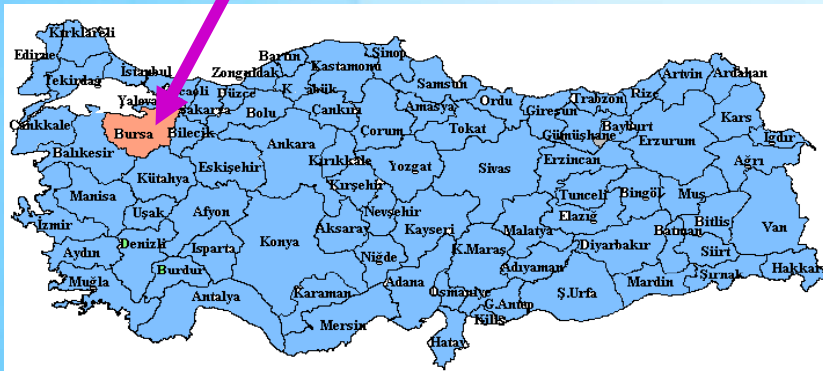 Kırklareli
Edirne
Tekirdağ
İstanbul
Yalova
Düzce
Zonguldak
Bartın
Kastamonu
Sinop
Samsun
Ordu
Giresun
Trabzon
Rize
Artvin
Ardahan
Kars
Iğdır
Bolu
Çankırı
Amasya
Çorum
Tokat
Gümüşhane
Bayburt
Erzurum
Erzincan
Ağrı
Bursa
Bilecik
Balıkesir
Eskişehir
Ankara
Kırıkkale
Yozgat
Sivas
Kütahya
Kırşehir
Manisa
Uşak
Afyon
Nevşehir
Kayseri
Tunceli
Bingöl
Muş
Elazığ
Malatya
Bitlis
Van
İzmir
Aydın
Denizli
Isparta
Konya
Aksaray
Niğde
K.Maraş
Adıyaman
Diyarbakır
Batman
Siirt
Şırnak
Hakkari
Muğla
Burdur
Antalya
Karaman
Mersin
Adana
Osmaniye
G.Antep
Kilis
Ş.Urfa
Mardin
Hatay